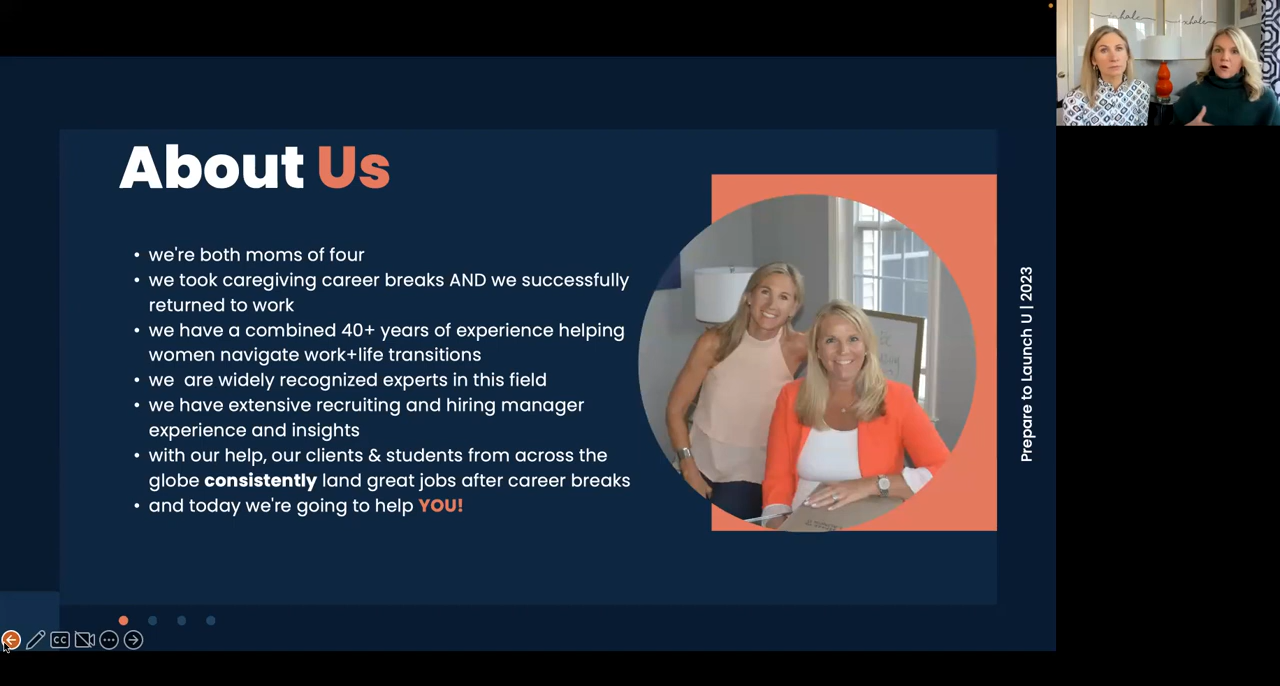 About Us
• we're both moms of four
• we took caregiving career breaks AND we successfully
returned to work
• we have a combined 40+ years of experience helping
women navigate work+life transitions
• we  are widely recognized experts in this field
• we have extensive recruiting and hiring manager
experience and insights
• with our help, our clients & students from across the
globe consistently land great jobs after career breaks
• and today we're going to help YOU!
Prepare to Launch U | 2023
CC
inhale